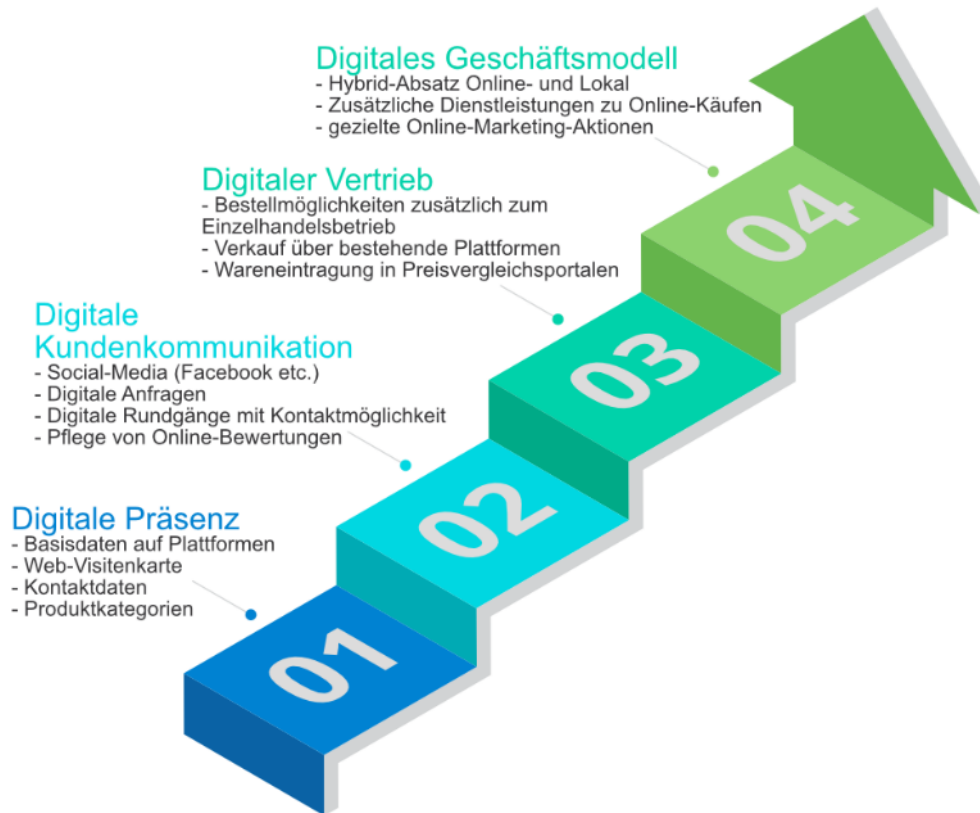 Digitales Geschäftsmodell
- Hybrid-Absatz Online- und Lokal
- Zusätzliche Dienstleistungen zu Online-Käufen
- gezielte Online-Marketing-Aktionen
04
Digitaler Vertrieb
- Bestellmöglichkeiten zusätzlich zum
Einzelhandelsbetrieb
- Verkauf über bestehende Plattformen
- Wareneintragung in Preisvergleichsportalen
03
Digitale
Kundenkommunikation
- Social-Media (Facebook etc.)
- Digitale Anfragen
- Digitale Rundgänge mit Kontaktmöglichkeit
- Pflege von Online-Bewertungen
02
Digitale Präsenz
- Basisdaten auf Plattformen
- Web-Visitenkarte
- Kontaktdaten
- Produktkategorien
01